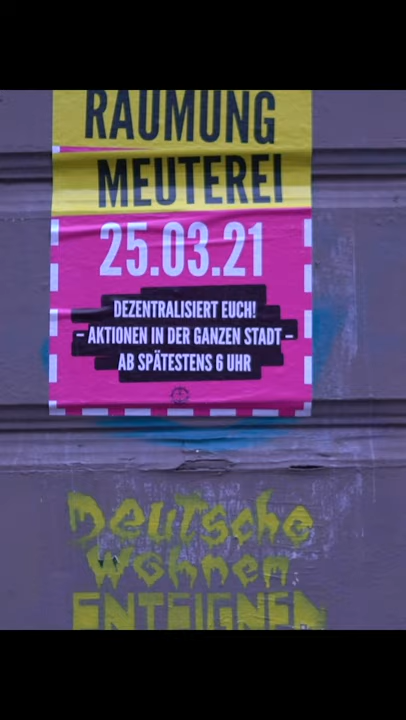 RÄUMUNG
MEUTEREI
25.03.21
DEZENTRALISIERT EUCH!
– AKTIONEN IN DER GANZEN STADT –
AB SPÄTESTENS 6 UHR
Deutsche
Wohnen
ENTEIGNEN